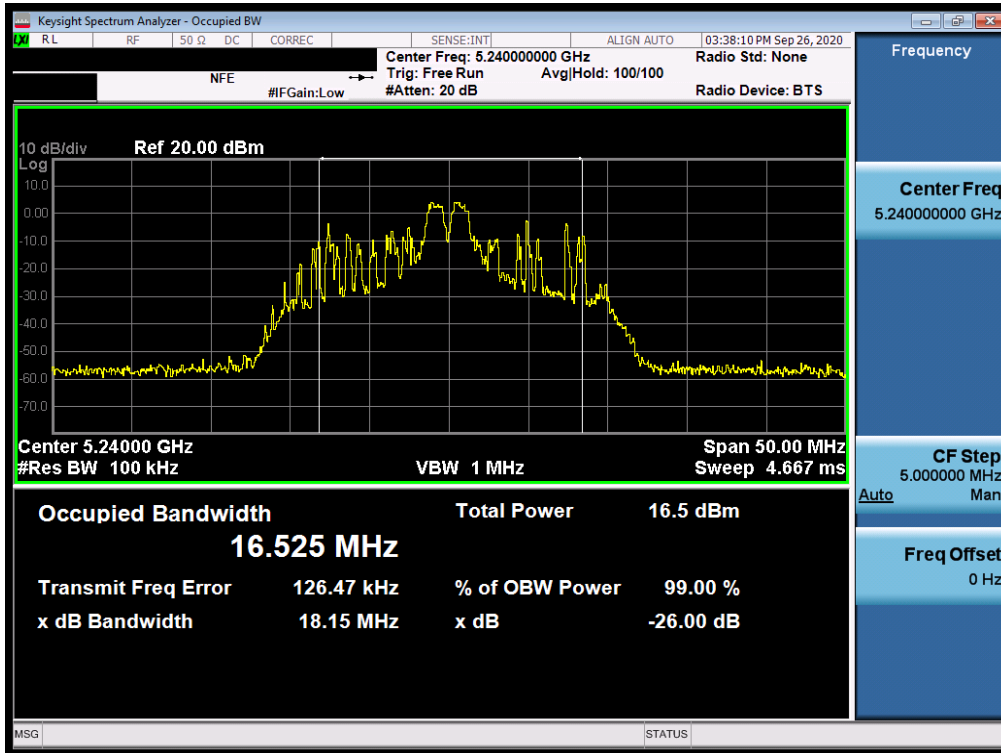 Keysight Spectrum Analyzer - Occupied BW
LXI RL RF 50 Ω DC CORREC SENSE:INT ALIGN AUTO 03:38:10 PM Sep 26, 2020
Center Freq: 5.240000000 GHz Radio Std: None
NFE Trig: Free Run Avg|Hold: 100/100
#IFGain:Low #Atten: 20 dB Radio Device: BTS
10 dB/div Ref 20.00 dBm
Log
10.0
0.00
-10.0
-20.0
-30.0
-40.0
-50.0
-60.0
-70.0
Center 5.24000 GHz Span 50.00 MHz
#Res BW 100 kHz VBW 1 MHz Sweep 4.667 ms
Occupied Bandwidth Total Power 16.5 dBm
16.525 MHz
Transmit Freq Error 126.47 kHz % of OBW Power 99.00 %
x dB Bandwidth 18.15 MHz x dB -26.00 dB
MSG STATUS
Frequency
Center Freq
5.240000000 GHz
CF Step
5.000000 MHz
Auto Man
Freq Offset
0 Hz